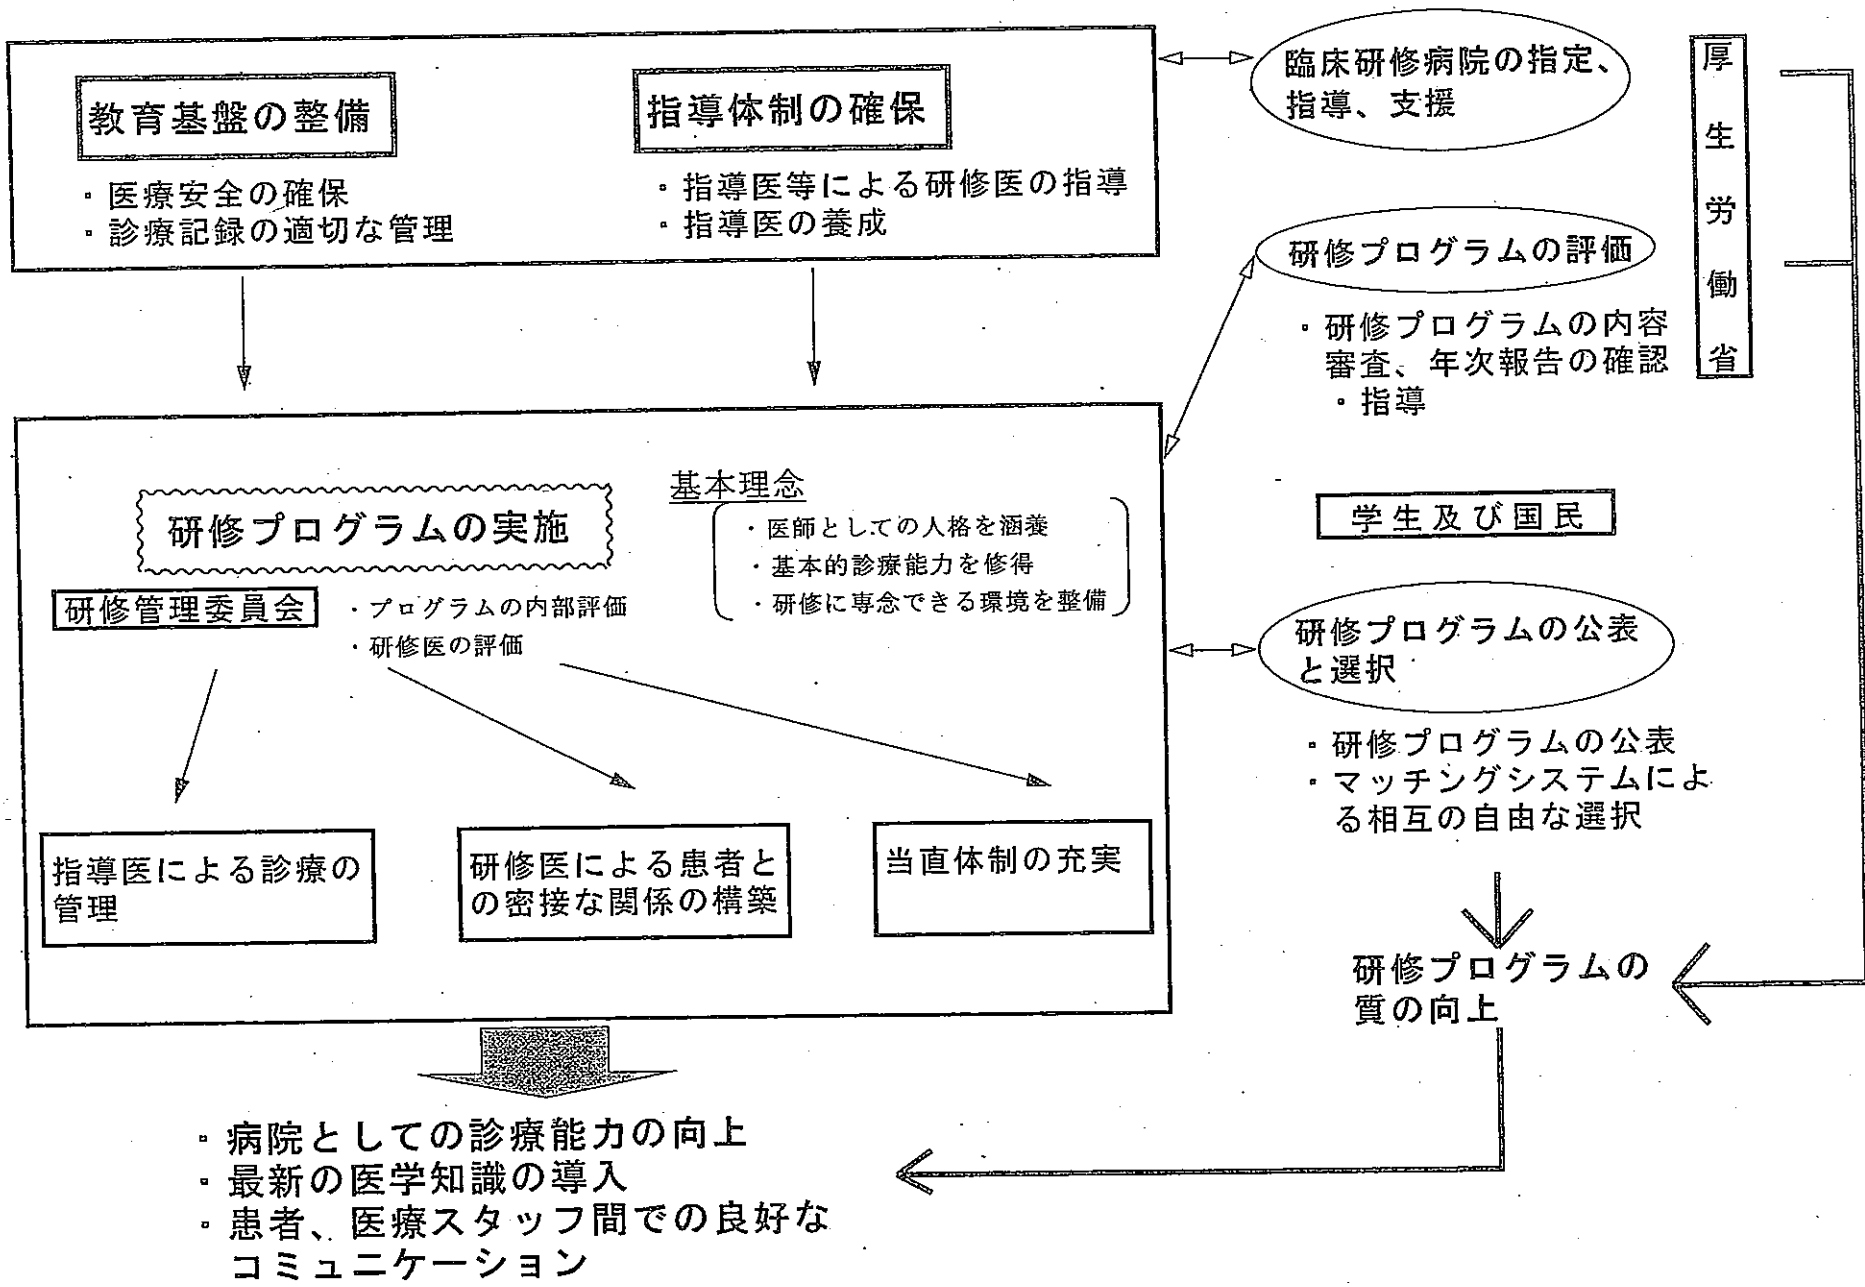 教育基盤の整備
・医療安全の確保
・診療記録の適切な管理
指導体制の確保
・指導医等による研修医の指導
・指導医の養成
臨床研修病院の指定、
指導、支援
厚生労働省
研修プログラムの評価
・研修プログラムの内容
審査、年次報告の確認
・指導
研修プログラムの実施
基本理念
・医師としての人格を涵養
・基本的診療能力を修得
・研修に専念できる環境を整備
研修管理委員会
・プログラムの内部評価
・研修医の評価
学生及び国民
研修プログラムの公表
と選択
・研修プログラムの公表
・マッチングシステムによ
る相互の自由な選択
指導医による診療の
管理
研修医による患者と
の密接な関係の構築
当直体制の充実
研修プログラムの
質の向上
・病院としての診療能力の向上
・最新の医学知識の導入
・患者、医療スタッフ間での良好な
コミュニケーション